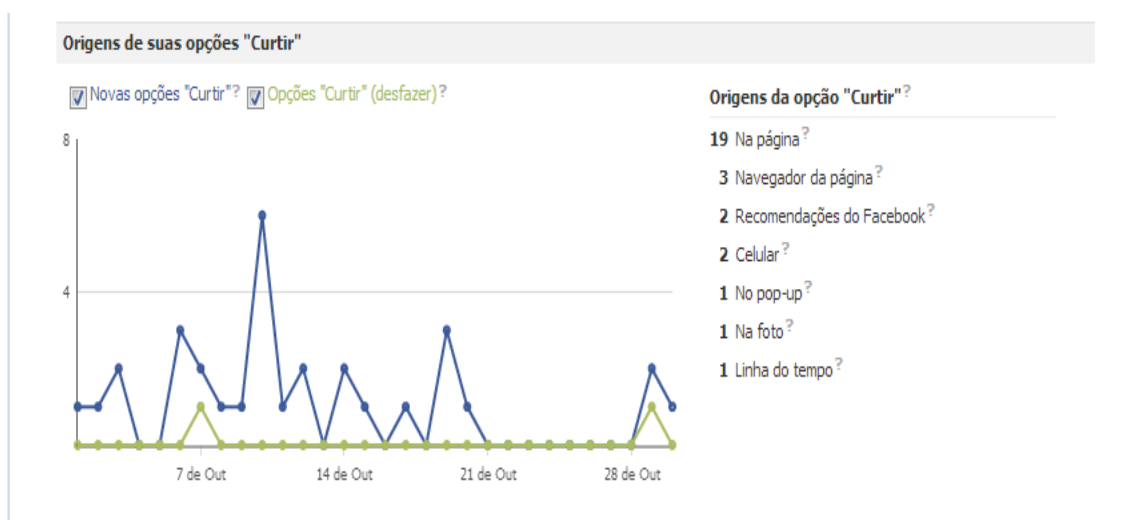 Origens de suas opções "Curtir"
Novas opções "Curtir"? Opções "Curtir" (desfazer)?
8
4
7 de Out 14 de Out 21 de Out 28 de Out
Origens da opção "Curtir"?
19 Na página?
3 Navegador da página?
2 Recomendações do Facebook?
2 Celular?
1 No pop-up?
1 Na foto?
1 Linha do tempo?